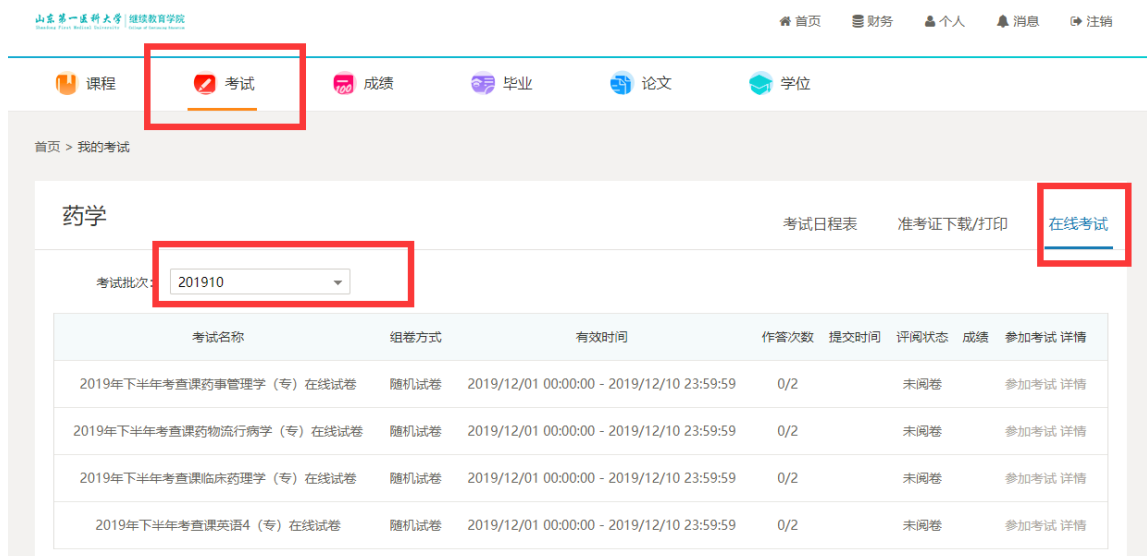 山东第一医科大学 继续教育学院
首页 财务 个人 消息 注销
课程 考试 成绩 毕业 论文 学位
首页 > 我的考试
药学
考试日程表 准考证下载/打印 在线考试
考试批次: 201910
考试名称 组卷方式 有效时间 作答次数 提交时间 评阅状态 成绩 参加考试 详情
2019年下半年考查课药事管理学（专）在线试卷 随机试卷 2019/12/01 00:00:00 - 2019/12/10 23:59:59 0/2 未阅卷 参加考试 详情
2019年下半年考查课药物流行病学（专）在线试卷 随机试卷 2019/12/01 00:00:00 - 2019/12/10 23:59:59 0/2 未阅卷 参加考试 详情
2019年下半年考查课临床药理学（专）在线试卷 随机试卷 2019/12/01 00:00:00 - 2019/12/10 23:59:59 0/2 未阅卷 参加考试 详情
2019年下半年考查课英语4（专）在线试卷 随机试卷 2019/12/01 00:00:00 - 2019/12/10 23:59:59 0/2 未阅卷 参加考试 详情